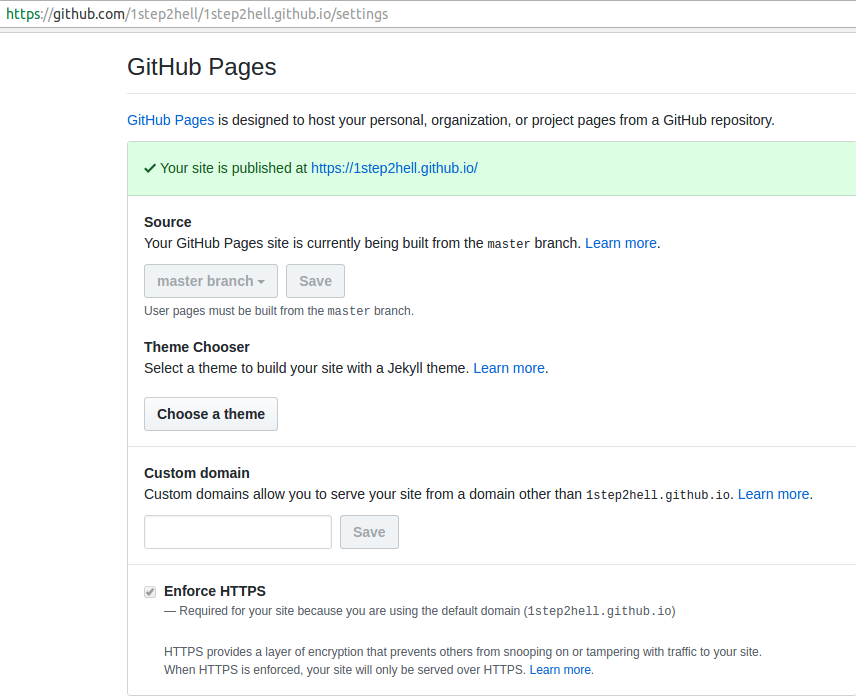 https://github.com/1step2hell/1step2hell.github.io/settings
GitHub Pages
GitHub Pages is designed to host your personal, organization, or project pages from a GitHub repository.
Your site is published at https://1step2hell.github.io/
Source
Your GitHub Pages site is currently being built from the master branch. Learn more.
master branch Save
User pages must be built from the master branch.
Theme Chooser
Select a theme to build your site with a Jekyll theme. Learn more.
Choose a theme
Custom domain
Custom domains allow you to serve your site from a domain other than 1step2hell.github.io. Learn more.
Save
Enforce HTTPS
— Required for your site because you are using the default domain (1step2hell.github.io)
HTTPS provides a layer of encryption that prevents others from snooping on or tampering with traffic to your site.
When HTTPS is enforced, your site will only be served over HTTPS. Learn more.